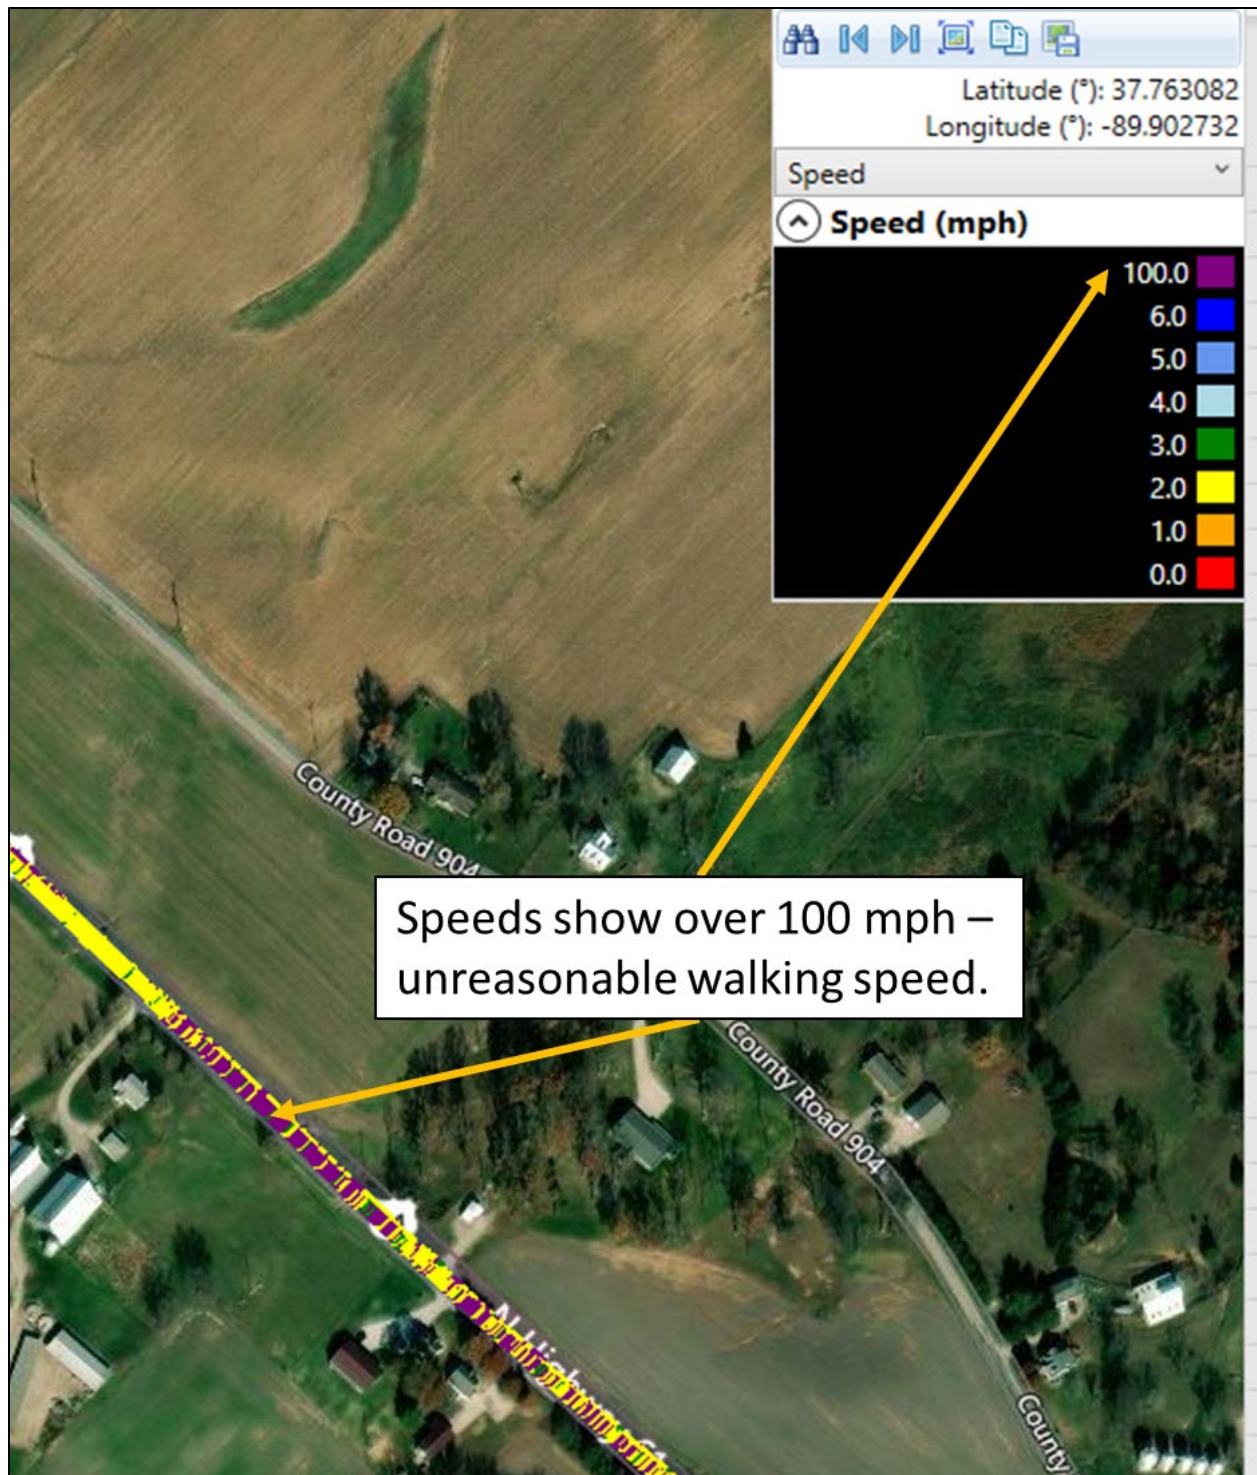 Latitude (°): 37.763082
Longitude (°): -89.902732
Speed
Speed (mph)
100.0
6.0
5.0
4.0
3.0
2.0
1.0
0.0
County Road 904
Speeds show over 100 mph –
unreasonable walking speed.
County Road 904
County